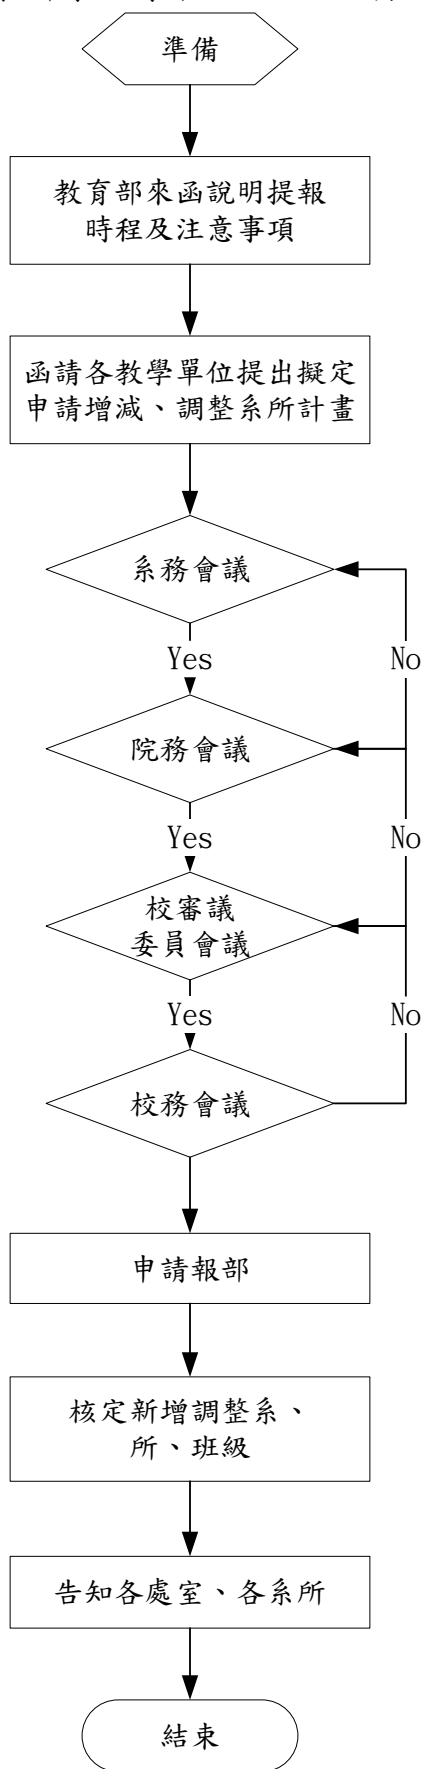 準備
教育部來函說明提報
時程及注意事項
函請各教學單位提出擬定
申請增減、調整系所計畫
系務會議
Yes
No
院務會議
Yes
No
校審議
委員會議
Yes
No
校務會議
申請報部
核定新增調整系、
所、班級
告知各處室、各系所
結束